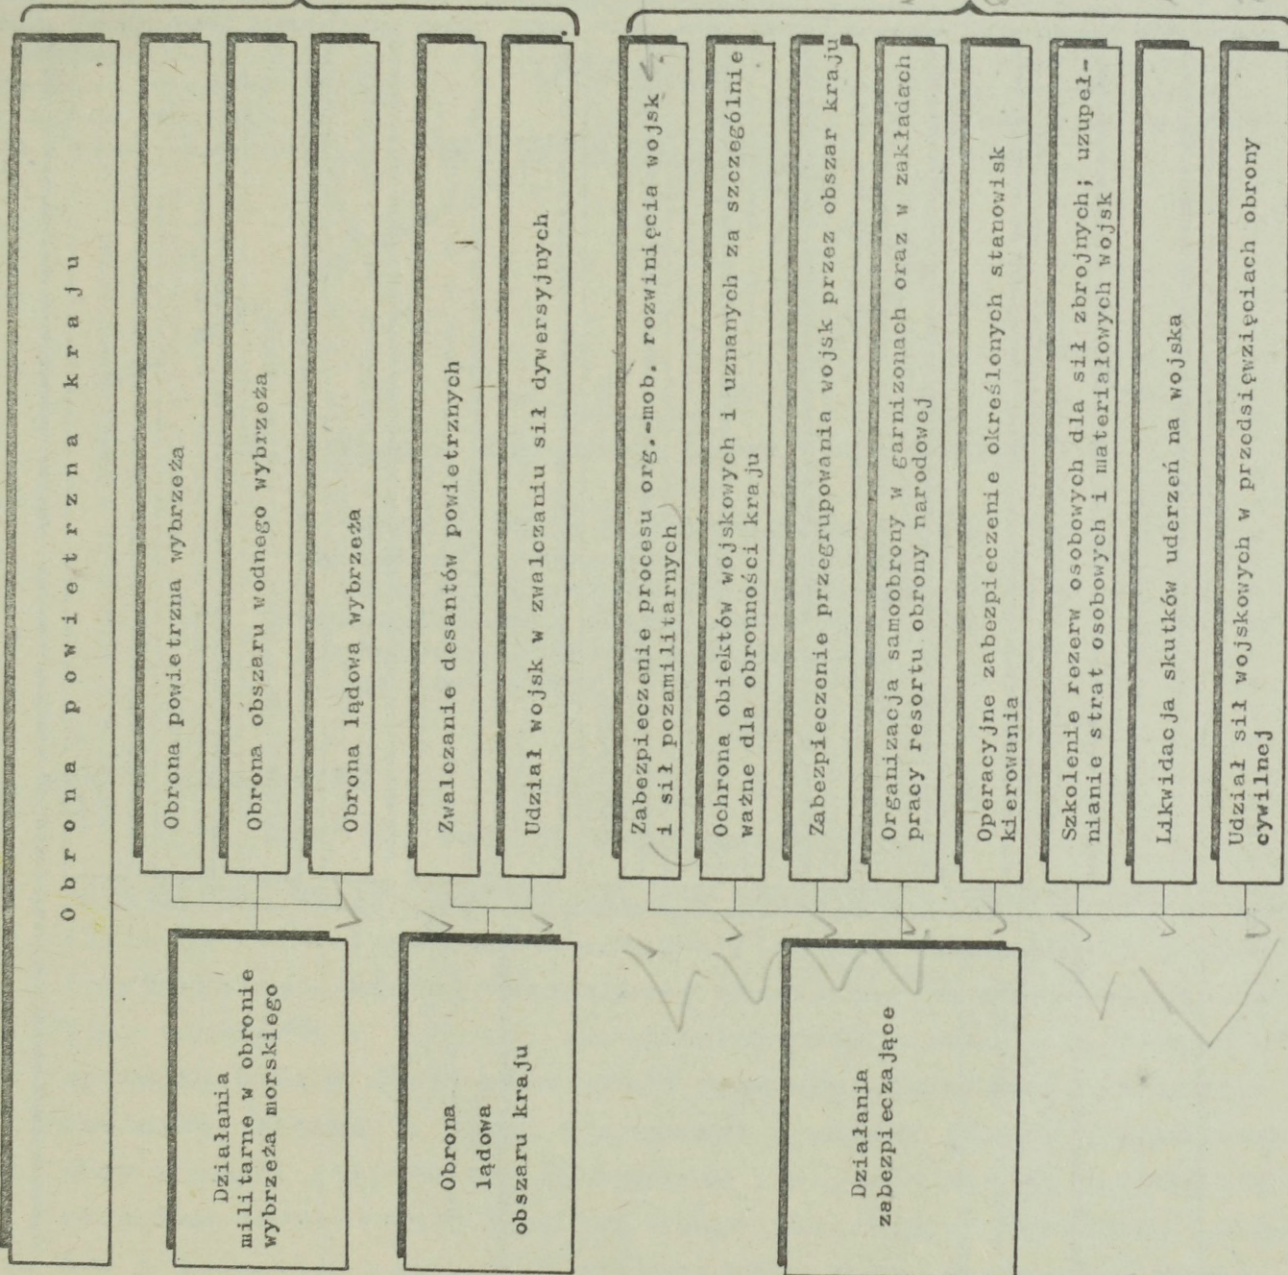 Obrona powietrzna kraju
Działania
militarne w obronie
wybrzeża morskiego
Obrona powietrzna wybrzeża
Obrona obszaru wodnego wybrzeża
Obrona lądowa wybrzeża
Obrona
lądowa
obszaru kraju
Zwalczanie desantów powietrznych
Udział wojsk w zwalczaniu sił dywersyjnych
Działania
zabezpieczające
Zabezpieczenie procesu org.-mob. rozwinięcia wojsk
i sił pozamilitarnych
Ochrona obiektów wojskowych i uznanych za szczególnie
ważne dla obronności kraju
Zabezpieczenie przegrupowania wojsk przez obszar kraju
Organizacja samoobrony w garnizonach oraz w zakładach
pracy resortu obrony narodowej
Operacyjne zabezpieczenie określonych stanowisk
kierowania
Szkolenie rezerw osobowych dla sił zbrojnych; uzupeł-
nianie strat osobowych i materiałowych wojsk
Likwidacja skutków uderzeń na wojska
Udział sił wojskowych w przedsięwzięciach obrony
cywilnej